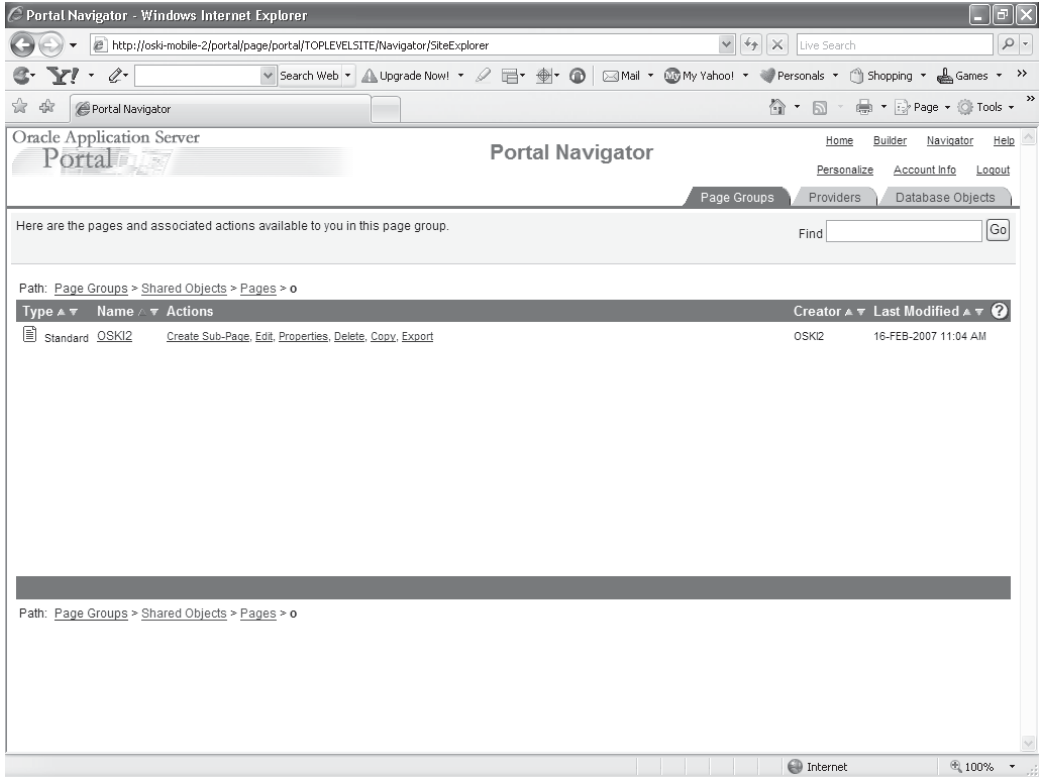 Portal Navigator - Windows Internet Explorer
http://oski-mobile-2/portal/page/portal/TOPLEVELSITE/Navigator/SiteExplorer
Live Search
Search Web
Upgrade Now!
Mail
My Yahoo!
Personals
Shopping
Games
Portal Navigator
Page
Tools
Oracle Application Server
Portal
Portal Navigator
Home Builder Navigator Help
Personalize Account Info Logout
Page Groups Providers Database Objects
Here are the pages and associated actions available to you in this page group.
Find Go
Path: Page Groups > Shared Objects > Pages > o
Type Name Actions Creator Last Modified ?
Standard OSKI2 Create Sub-Page, Edit, Properties, Delete, Copy, Export OSKI2 16-FEB-2007 11:04 AM
Path: Page Groups > Shared Objects > Pages > o
Internet 100%